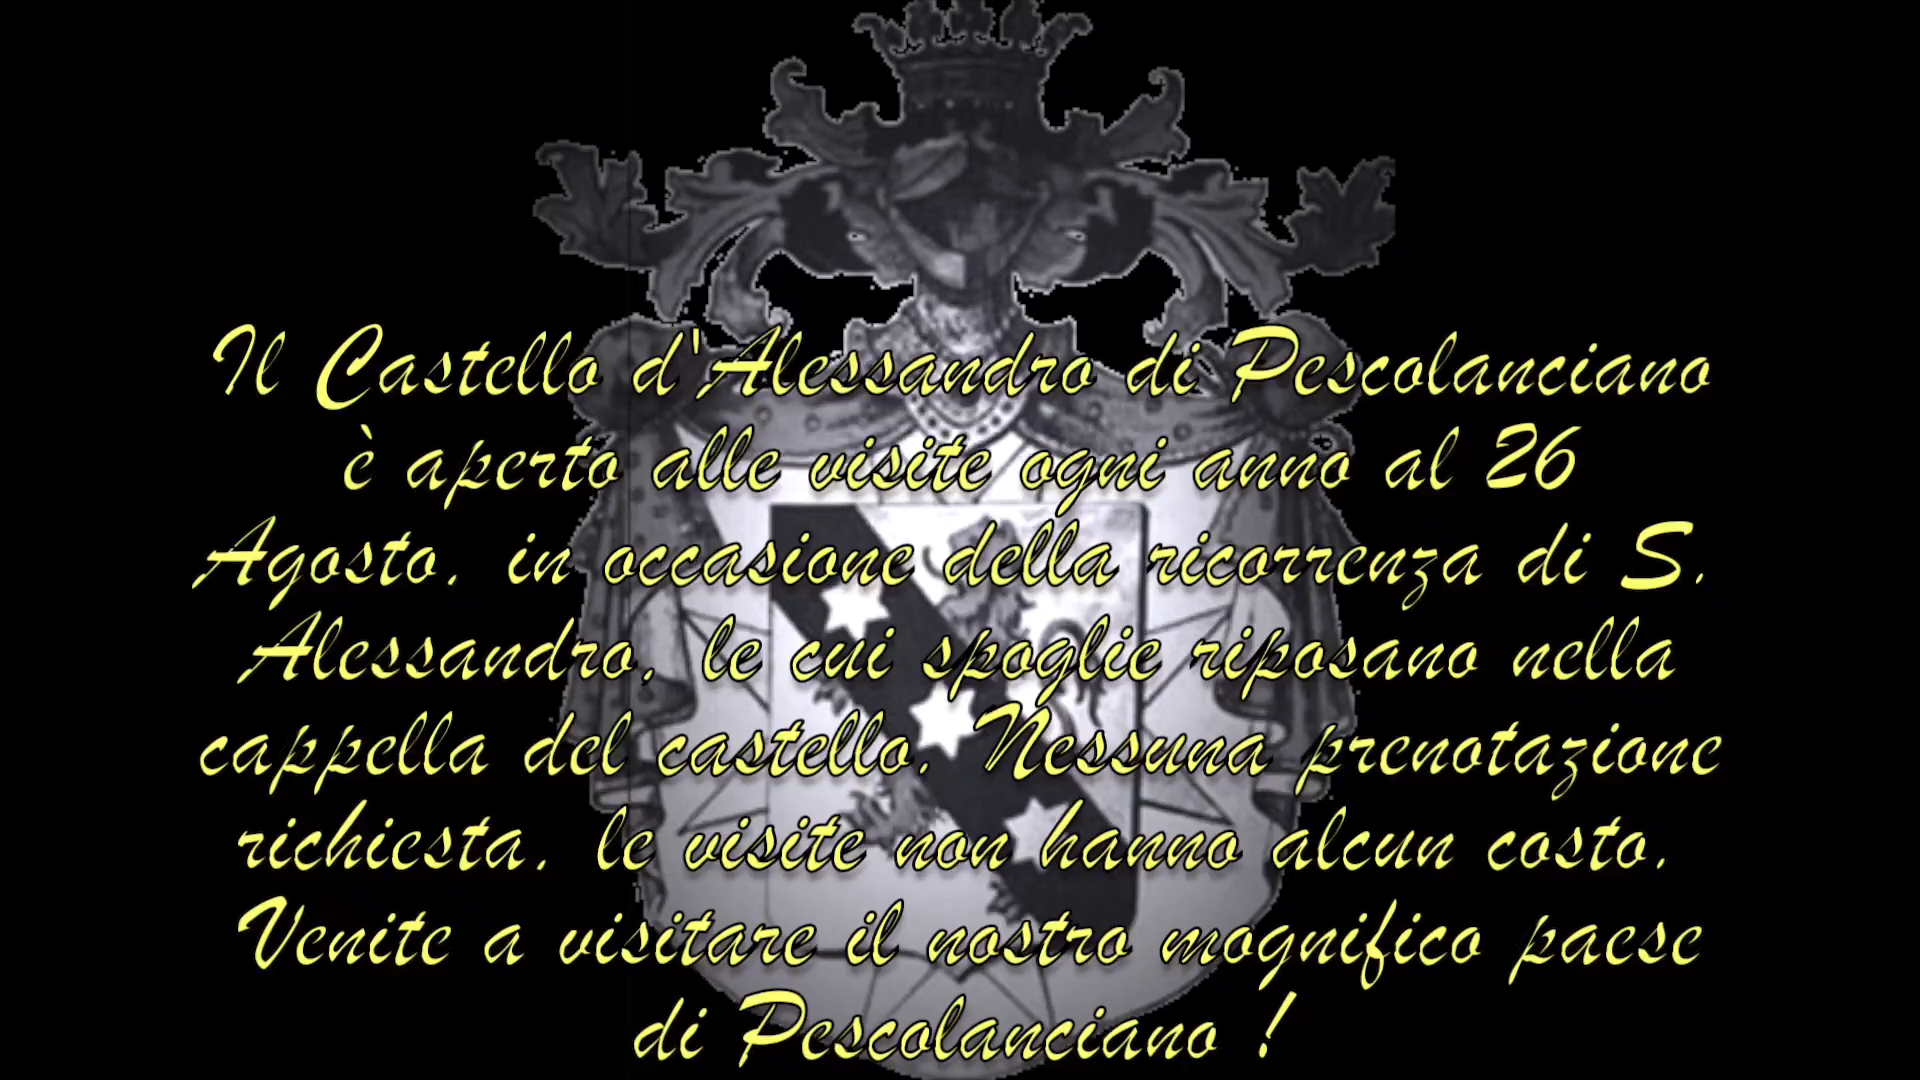 Il Castello d'Alessandro di Pescolanciano
è aperto alle visite ogni anno al 26
Agosto, in occasione della ricorrenza di S.
Alessandro, le cui spoglie riposano nella
cappella del castello. Nessuna prenotazione
richiesta, le visite non hanno alcun costo.
Venite a visitare il nostro mognifico paese
di Pescolanciano !